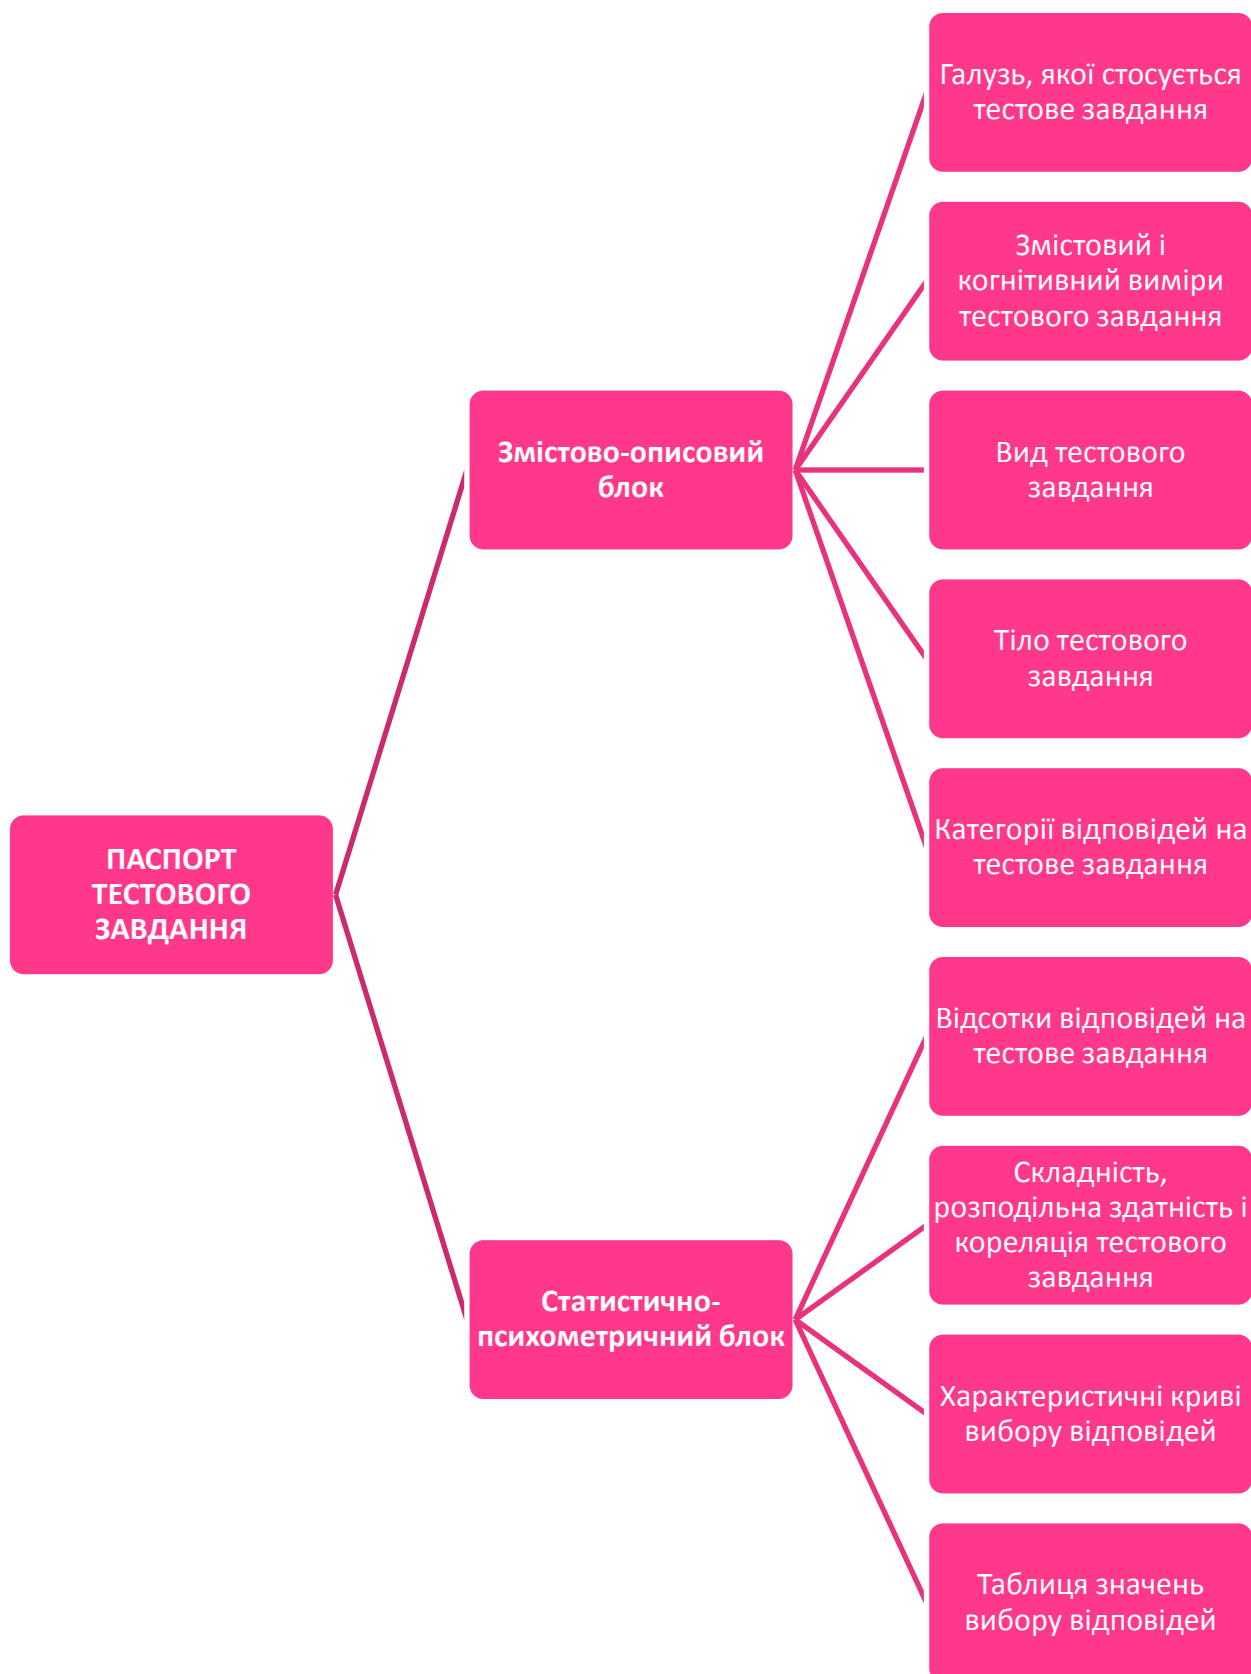 Галузь, якої стосується
тестове завдання
Змістовий і
когнітивний виміри
тестового завдання
Змістово-описовий
блок
Вид тестового
завдання
Тіло тестового
завдання
Категорії відповідей на
тестове завдання
ПАСПОРТ
ТЕСТОВОГО
ЗАВДАННЯ
Відсотки відповідей на
тестове завдання
Складність,
розподільна здатність і
кореляція тестового
завдання
Статистично-
психометричний блок
Характеристичні криві
вибору відповідей
Таблиця значень
вибору відповідей